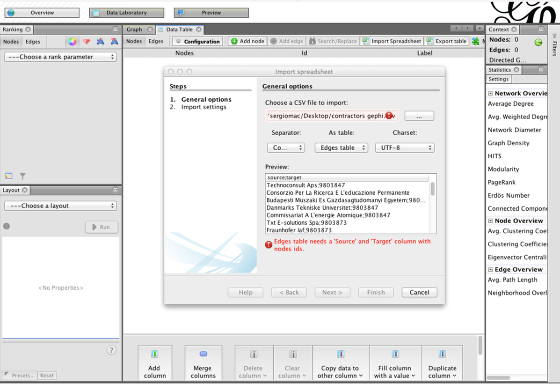 Overview
Data Laboratory
Preview
Ranking
Nodes Edges
---Choose a rank parameter
Layout
---Choose a layout
Run
<No Properties>
Presets... Reset
Graph
Data Table
Nodes Edges
Configuration
Add node
Add edge
Search/Replace
Import Spreadsheet
Export table
Nodes Id Label
Import spreadsheet
Steps
1. General options
2. Import settings
General options
Choose a CSV file to import:
'sergiomac/Desktop/contractors gephi.
...
Separator:
As table:
Charset:
Co...
Edges table
UTF-8
Preview:
source;target
Technoconsult Aps;9803847
Consorzio Per La Ricerca E L'educazione Permanente
Budapesti Muszaki Es Gazdasagtudomanyi Egyetem;980...
Danmarks Tekniske Universitet;9803847
Commissariat A L'energie Atomique;9803847
Txt E-solutions Spa;9803873
Fraunhofer Iaf;9803873
Edges table needs a 'Source' and 'Target' column with
nodes ids.
Help
< Back
Next >
Finish
Cancel
Add
column
Merge
columns
Delete
column
Clear
column
Copy data to
other column
Fill column
with a value
Duplicate
column
Context
Nodes: 0
Edges: 0
Directed G...
Filters
Statistics
Settings
Network Overvie
Average Degree
Avg. Weighted Degre
Network Diameter
Graph Density
HITS
Modularity
PageRank
Erdös Number
Connected Compone
Node Overview
Avg. Clustering Coef
Clustering Coefficie
Eigenvector Centrali
Edge Overview
Avg. Path Length
Neighborhood Overl